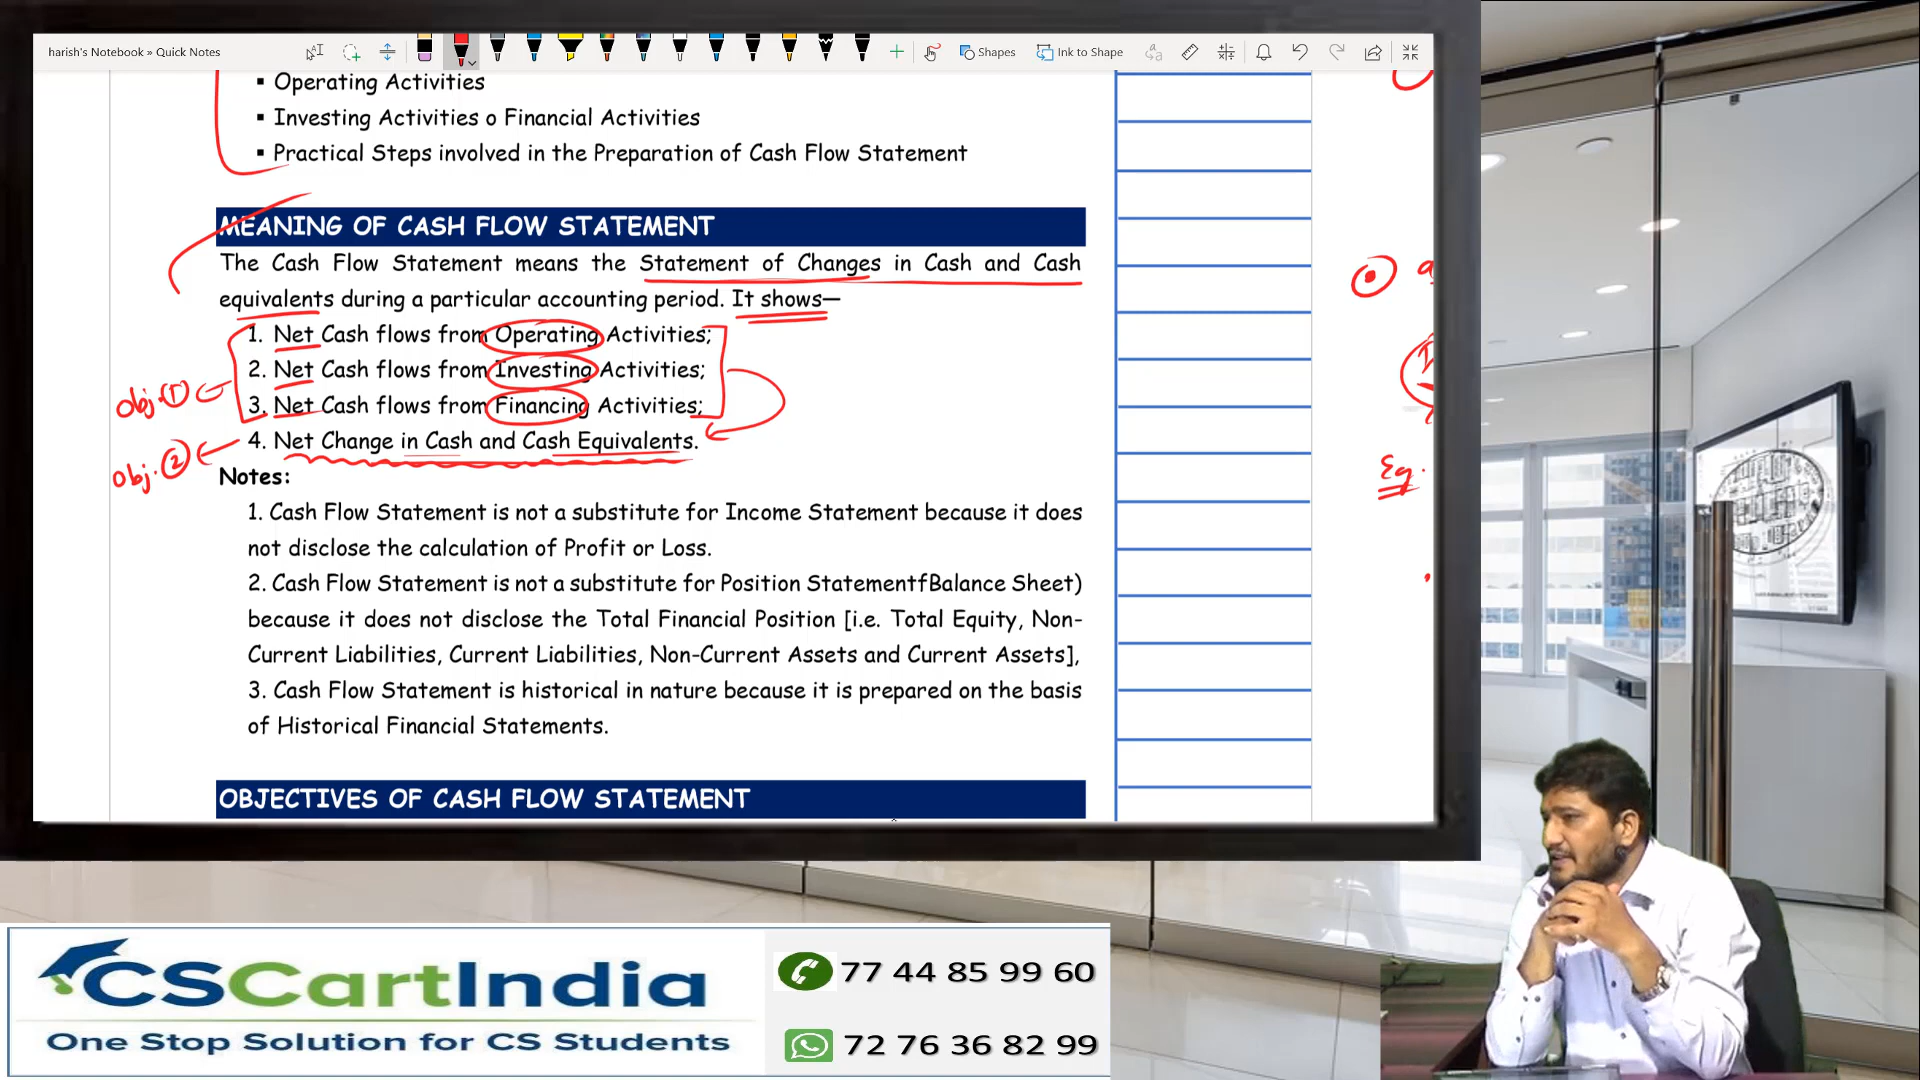 harish's Notebook » Quick Notes
Shapes
Ink to Shape
▪ Operating Activities
▪ Investing Activities o Financial Activities
▪ Practical Steps involved in the Preparation of Cash Flow Statement
MEANING OF CASH FLOW STATEMENT
The Cash Flow Statement means the Statement of Changes in Cash and Cash
equivalents during a particular accounting period. It shows—
1. Net Cash flows from Operating Activities;
2. Net Cash flows from Investing Activities;
Obj. ①
3. Net Cash flows from Financing Activities;
4. Net Change in Cash and Cash Equivalents.
Obj. ②
Notes:
Eg.
1. Cash Flow Statement is not a substitute for Income Statement because it does
not disclose the calculation of Profit or Loss.
2. Cash Flow Statement is not a substitute for Position StatementfBalance Sheet)
because it does not disclose the Total Financial Position [i.e. Total Equity, Non-
Current Liabilities, Current Liabilities, Non-Current Assets and Current Assets],
3. Cash Flow Statement is historical in nature because it is prepared on the basis
of Historical Financial Statements.
OBJECTIVES OF CASH FLOW STATEMENT
CSCartIndia
One Stop Solution for CS Students
77 44 85 99 60
72 76 36 82 99